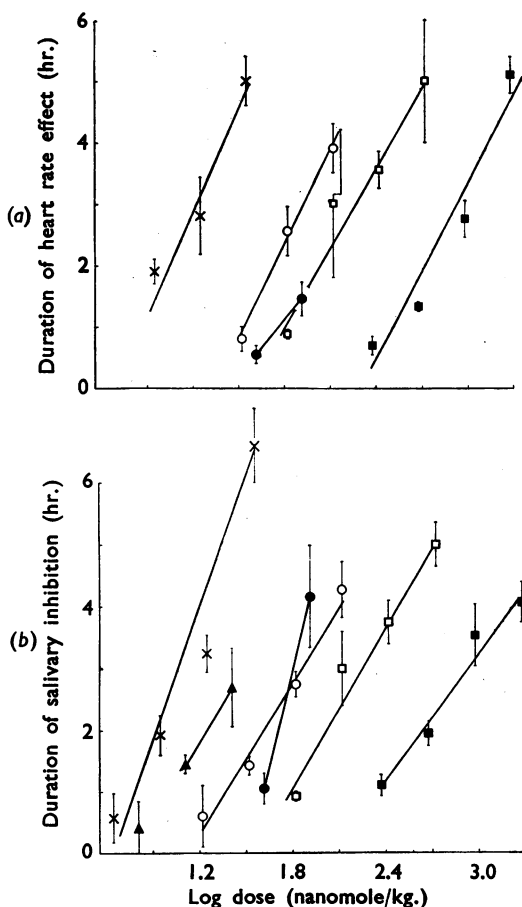 (a)
Duration of heart rate effect (hr.)
6
4
2
0
(b)
Duration of salivary inhibition (hr.)
6
4
2
0
1.2 1.8 2.4 3.0
Log dose (nanomole/kg.)